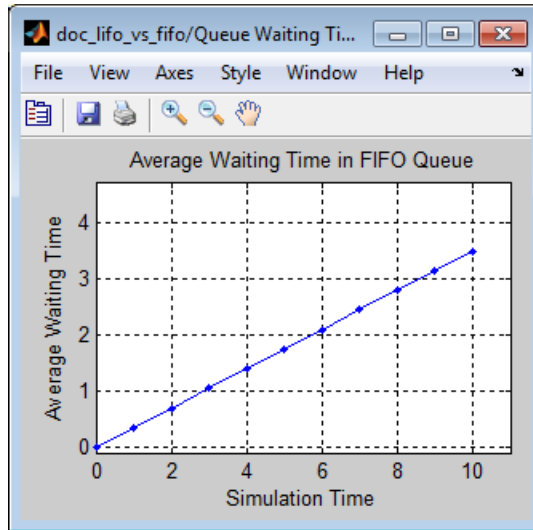 doc_lifo_vs_fifo/Queue Waiting Ti...
File View Axes Style Window Help
Average Waiting Time in FIFO Queue
Average Waiting Time
4
3
2
1
0
0 2 4 6 8 10
Simulation Time